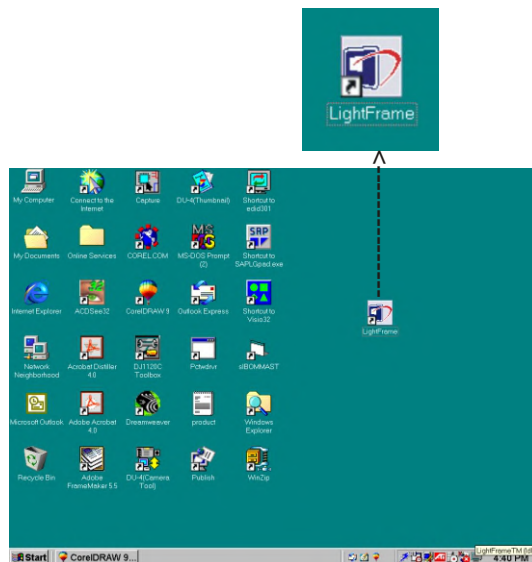 LightFrame
My Computer
Connect to the
Internet
Capture
DU-4(Thumbnail)
Shortcut to
edid301
My Documents
Online Services
COREL.COM
MS-DOS Prompt
(2)
Shortcut to
SAPLGpad.exe
Internet Explorer
ACDSee32
CorelDRAW 9
Outlook Express
Shortcut to
Visio32
LightFrame
Network
Neighborhood
Acrobat Distiller
4.0
DJ1120C
Toolbox
Pctwdrvr
slBOMMAST
Microsoft Outlook
Adobe Acrobat
4.0
Dreamweaver
product
Windows
Explorer
Recycle Bin
Adobe
FrameMaker 5.5
DU-4(Camera
Tool)
Publish
WinZip
LightFrameTM
Start
CorelDRAW 9...
4:40 PM